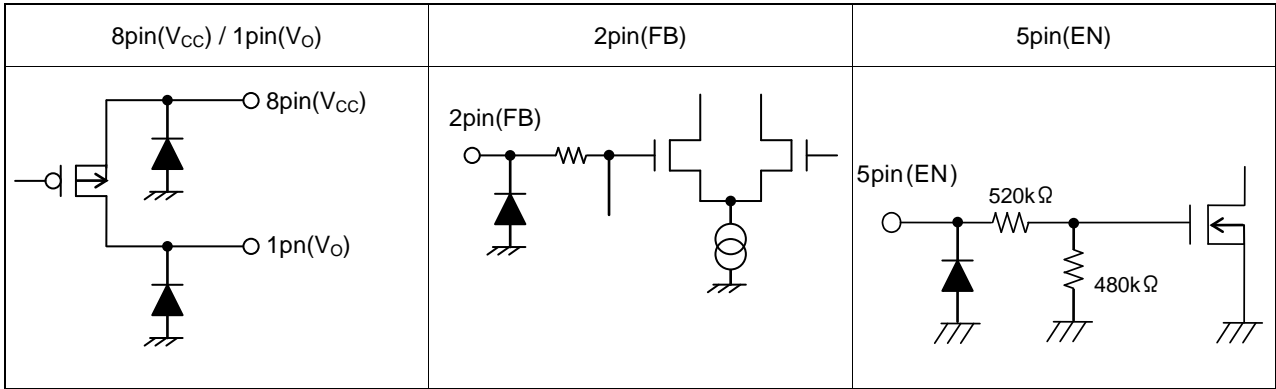 8pin(VCC) / 1pin(VO)
2pin(FB)
5pin(EN)
8pin(VCC)
1pn(VO)
2pin(FB)
5pin(EN)
520kΩ
480kΩ